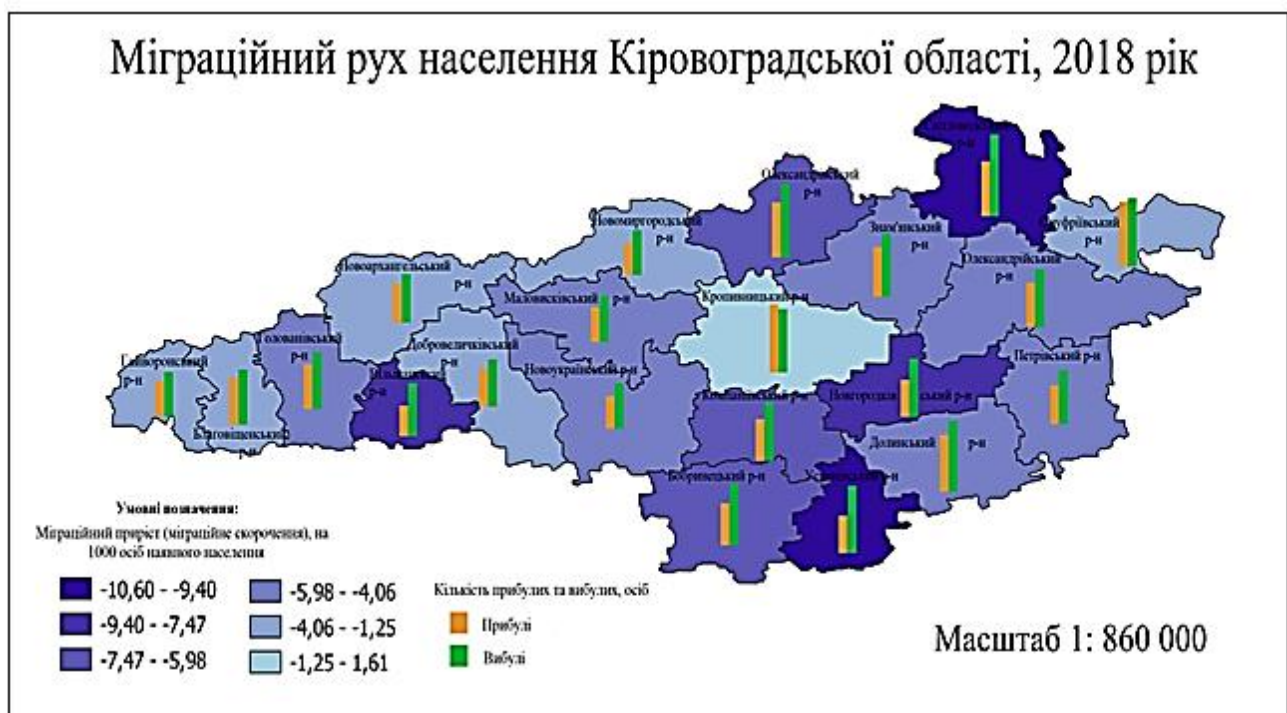 Міграційний рух населення Кіровоградської області, 2018 рік
р-н
Олександрівський
р-н
Новомиргородський
р-н
Знам'янський
р-н
р-н
Олександрійський
р-н
Новоархангельський
р-н
Маловисківський р-н
Кропивницький р-н
Голованівський
р-н
Добровеличківський
р-н
Гайворонський
р-н
р-н
Новоукраїнський р-н
Петрівський р-н
Компаніївський р-н
Благовіщенський
р-н
Долинський р-н
Бобринецький р-н
р-н
Умовні позначення:
Міграційний приріст (міграційне скорочення), на
1000 осіб наявного населення
-10,60 - -9,40
-9,40 - -7,47
-7,47 - -5,98
-5,98 - -4,06
-4,06 - -1,25
-1,25 - 1,61
Кількість прибулих та вибулих, осіб
Прибулі
Вибулі
Масштаб 1: 860 000